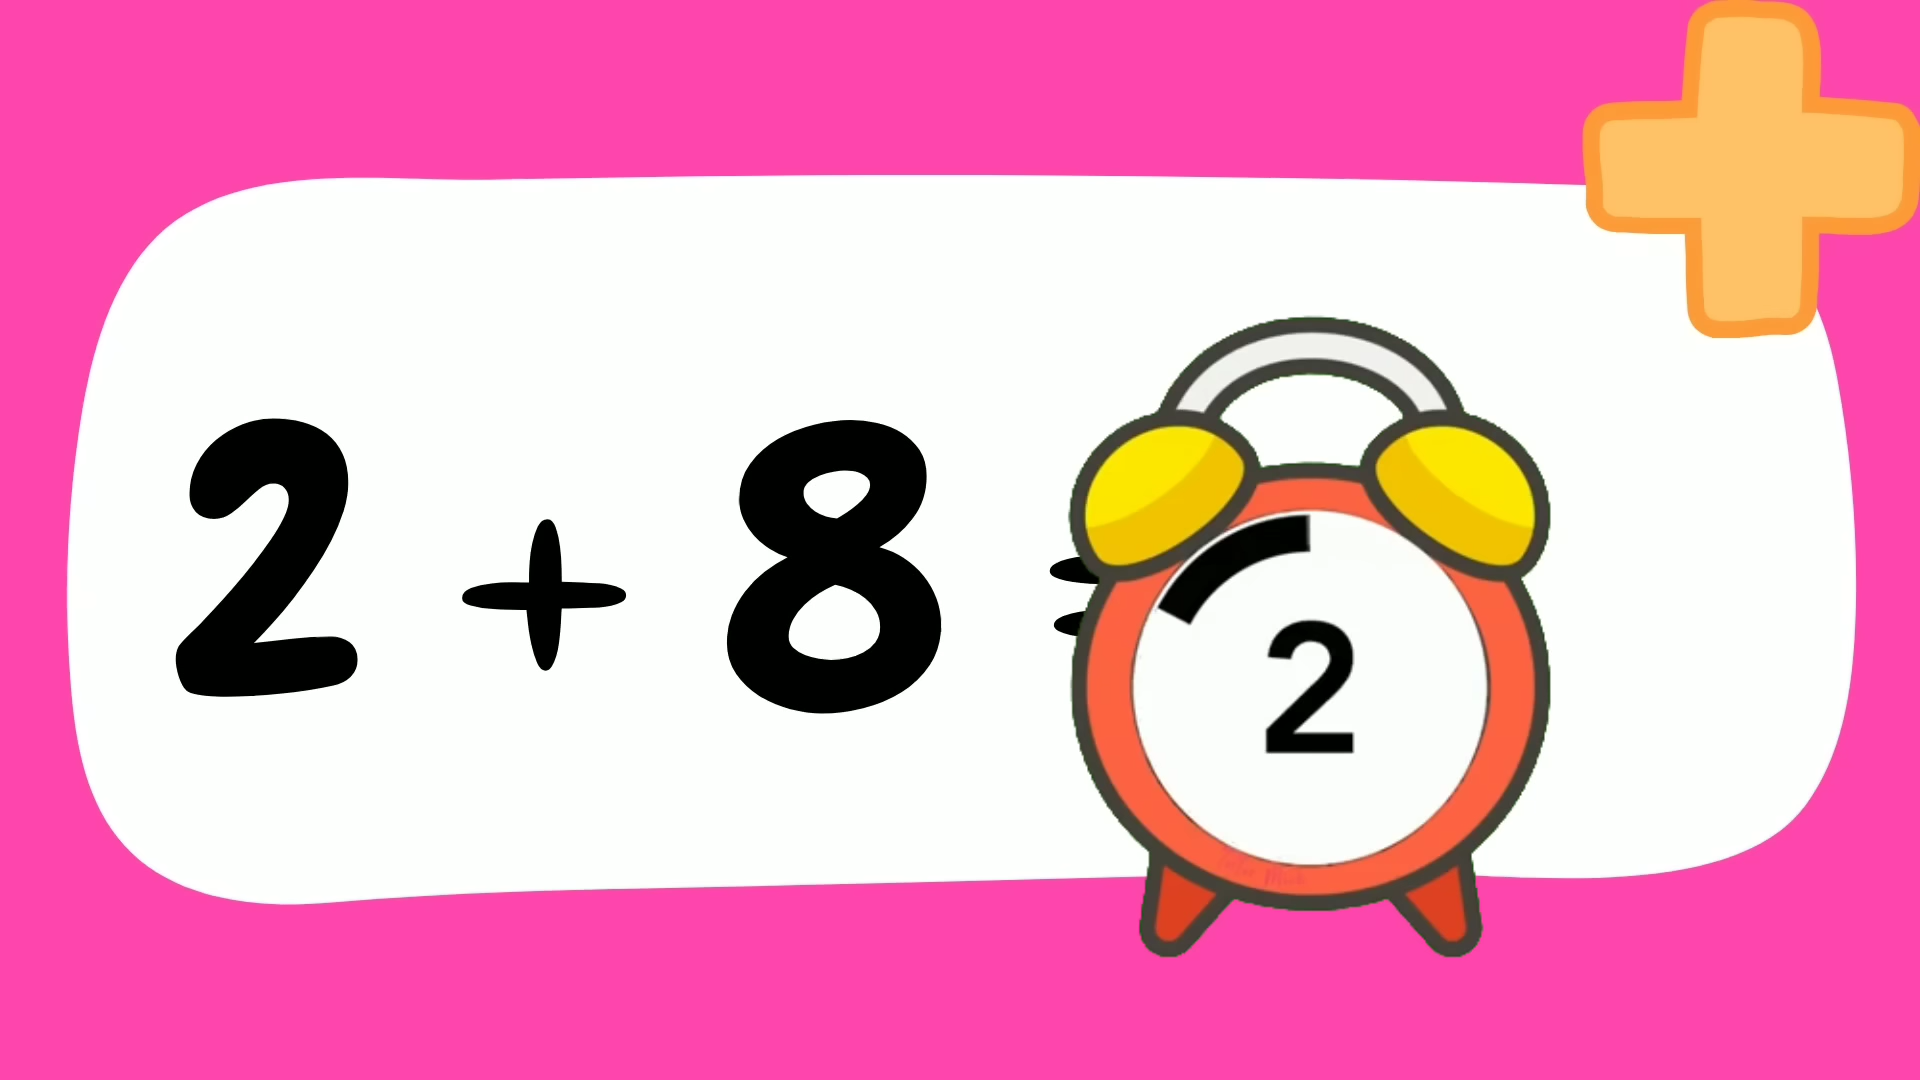 2 + 8 =
2